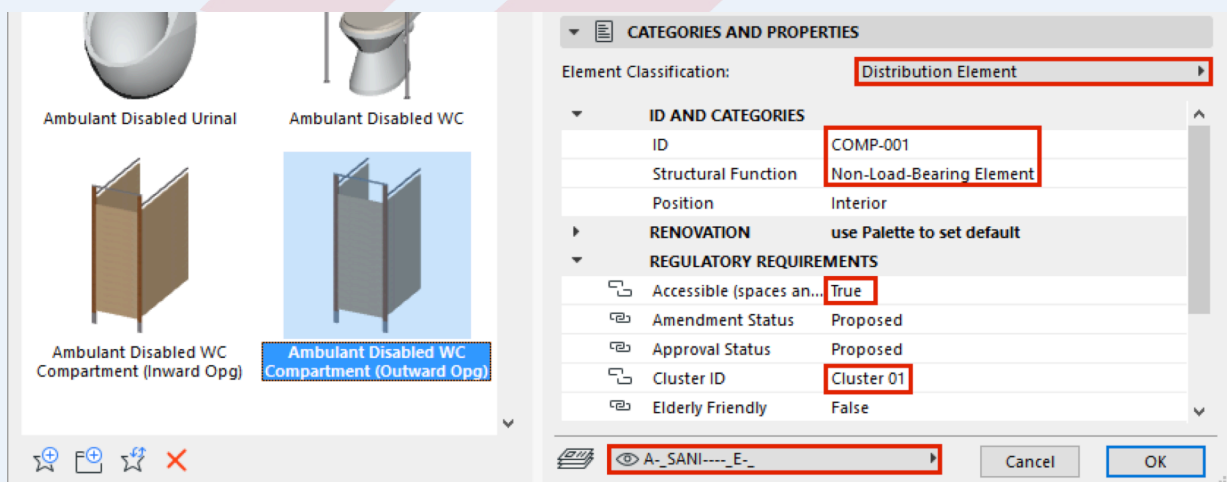 Ambulant Disabled Urinal
Ambulant Disabled WC
Ambulant Disabled WC
Compartment (Inward Opg)
Ambulant Disabled WC
Compartment (Outward Opg)
CATEGORIES AND PROPERTIES
Element Classification: Distribution Element
ID AND CATEGORIES
ID COMP-001
Structural Function Non-Load-Bearing Element
Position Interior
RENOVATION use Palette to set default
REGULATORY REQUIREMENTS
Accessible (spaces an... True
Amendment Status Proposed
Approval Status Proposed
Cluster ID Cluster 01
Elderly Friendly False
A-_SANI----_E-_
Cancel OK